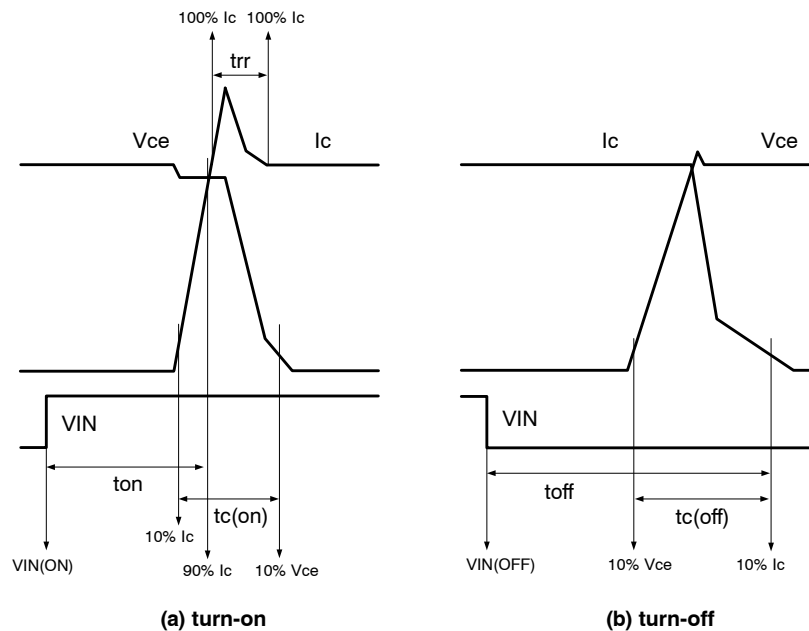 100% Ic 100% Ic
trr
Vce Ic
VIN
ton
tc(on)
10% Ic
VIN(ON)
90% Ic 10% Vce
(a) turn-on
Ic Vce
VIN
toff
tc(off)
VIN(OFF) 10% Vce 10% Ic
(b) turn-off